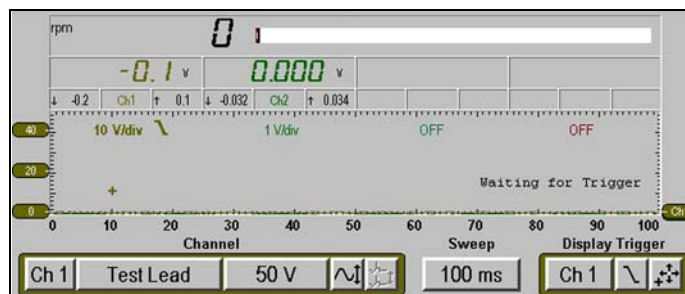 rpm 0
-0.1 v 0.000 v
↓ -0.2 Ch1 ↑ 0.1 ↓ -0.032 Ch2 ↑ 0.034
40 10 V/div 1 V/div OFF OFF
20
Waiting for Trigger
0 Ch
0 10 20 30 40 50 60 70 80 90 100
Channel Sweep Display Trigger
Ch 1 Test Lead 50 V 100 ms Ch 1